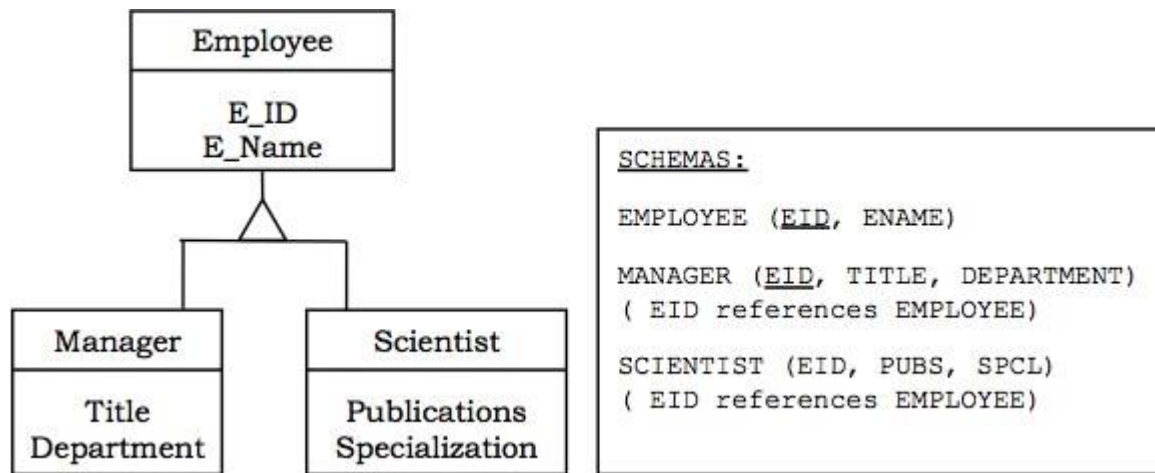 Employee
E_ID
E_Name
Manager
Title
Department
Scientist
Publications
Specialization
SCHEMAS:
EMPLOYEE (EID, ENAME)
MANAGER (EID, TITLE, DEPARTMENT)
( EID references EMPLOYEE)
SCIENTIST (EID, PUBS, SPCL)
( EID references EMPLOYEE)